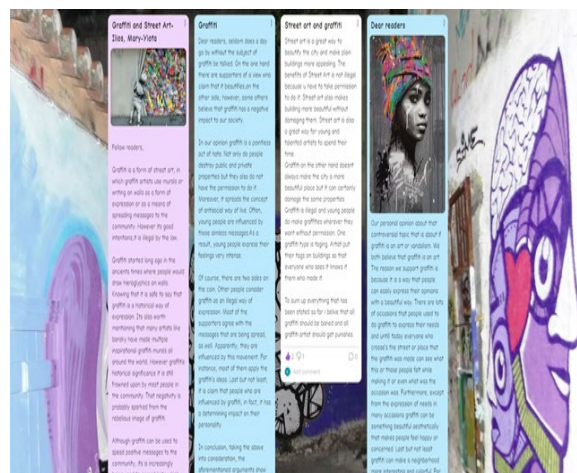 Graffiti and Street Art-
Ilias, Mary-Viota
Fellow readers,
Graffiti is a form of street art, in
which graffiti artists use murals or
writing on walls as a form of
expression or as a means of
spreading messages to the
community. However its good
intentions,it is illegal by the law.
Graffiti started long ago in the
ancients times where people would
draw hieroglyphics on walls.
Knowing that it is safe to say that
graffiti is a historical way of
expression. Its also worth
mentioning that many artists like
banksy have made multiple
inspirational graffiti murals all
around the world. However graffitis
historical significance it is still
frowned upon by most people in
the community. That negativity is
probably sparked from the
rebelious image of graffiti.
Although graffiti can be used to
spread positive messages to the
community, its is increasingly
Graffiti
Dear readers, seldom does a day
go by without the subject of
graffiti be talked. On the one hand
there are supporters of a view who
claim that it beautifies,on the
other side, however, some others
believe that graffiti has a negative
impact to our society.
In our opinion graffiti is a pointless
act of hate. Not only do people
destroy public and private
properties but they also do not
have the permission to do it.
Moreover, it spreads the concept
of antisocial way of live. Often,
young people are influenced by
those aimless messages.As a
result, young people express their
feelings very intense.
Of course, there are two sides on
the coin. Other people consider
graffiti as an illegal way of
expression. Most of the
supporters agree with the
messages that are being spread,
as well. Apparently, they are
influenced by this movement. For
instance, most of them apply the
graffiti's ideas. Last but not least,
it is claim that people who are
influenced by graffiti, in fact, it has
a determining impact on their
personality.
In conclusion, taking the above
into consideration, the
aforementioned arguments show
Street art and graffiti
Street art is a great way to
beautify the city and make plain
buildings more appealing. The
benefits of Street Art is not illegal
because u have to take permission
to do it. Street art also makes
building more beautiful without
damaging them. Street art is also
a great way for young and
talented artists to spend their
time.
Graffiti on the other hand doesnt
always make the city a more
beautiful place but it can certainly
damage the same properties.
Graffiti is illegal and young people
do make graffities wherever they
want without permission. One
graffiti type is taging. Artist put
their tags on buildings so that
everyone who sees it knows it
them who made it.
To sum up everything that has
been stated so far i belive that all
graffiti should be baned and all
graffiti artist should get punished.
Add comment
Dear readers
Our personal opinion about that
controversial topic that is about if
graffiti is an art or vandalism. We
both believe that graffiti is an art.
The reason we support graffiti is
because it is a way that people
can easily express their opinions
with a beautiful way. There are lots
of occasions that people used to
do graffiti to express their needs
and until today everyone who
crosse's the street or place that
the graffiti was made can see what
this or those people felt while
making it or even what was the
occasion was. Furthermore, except
from the expression of needs in
many occasions graffiti can be
something beautiful aesthetically
that makes people feel happy or
concerned. Last but not least
graffiti can make a neighborhood
more interesting and colorful. For